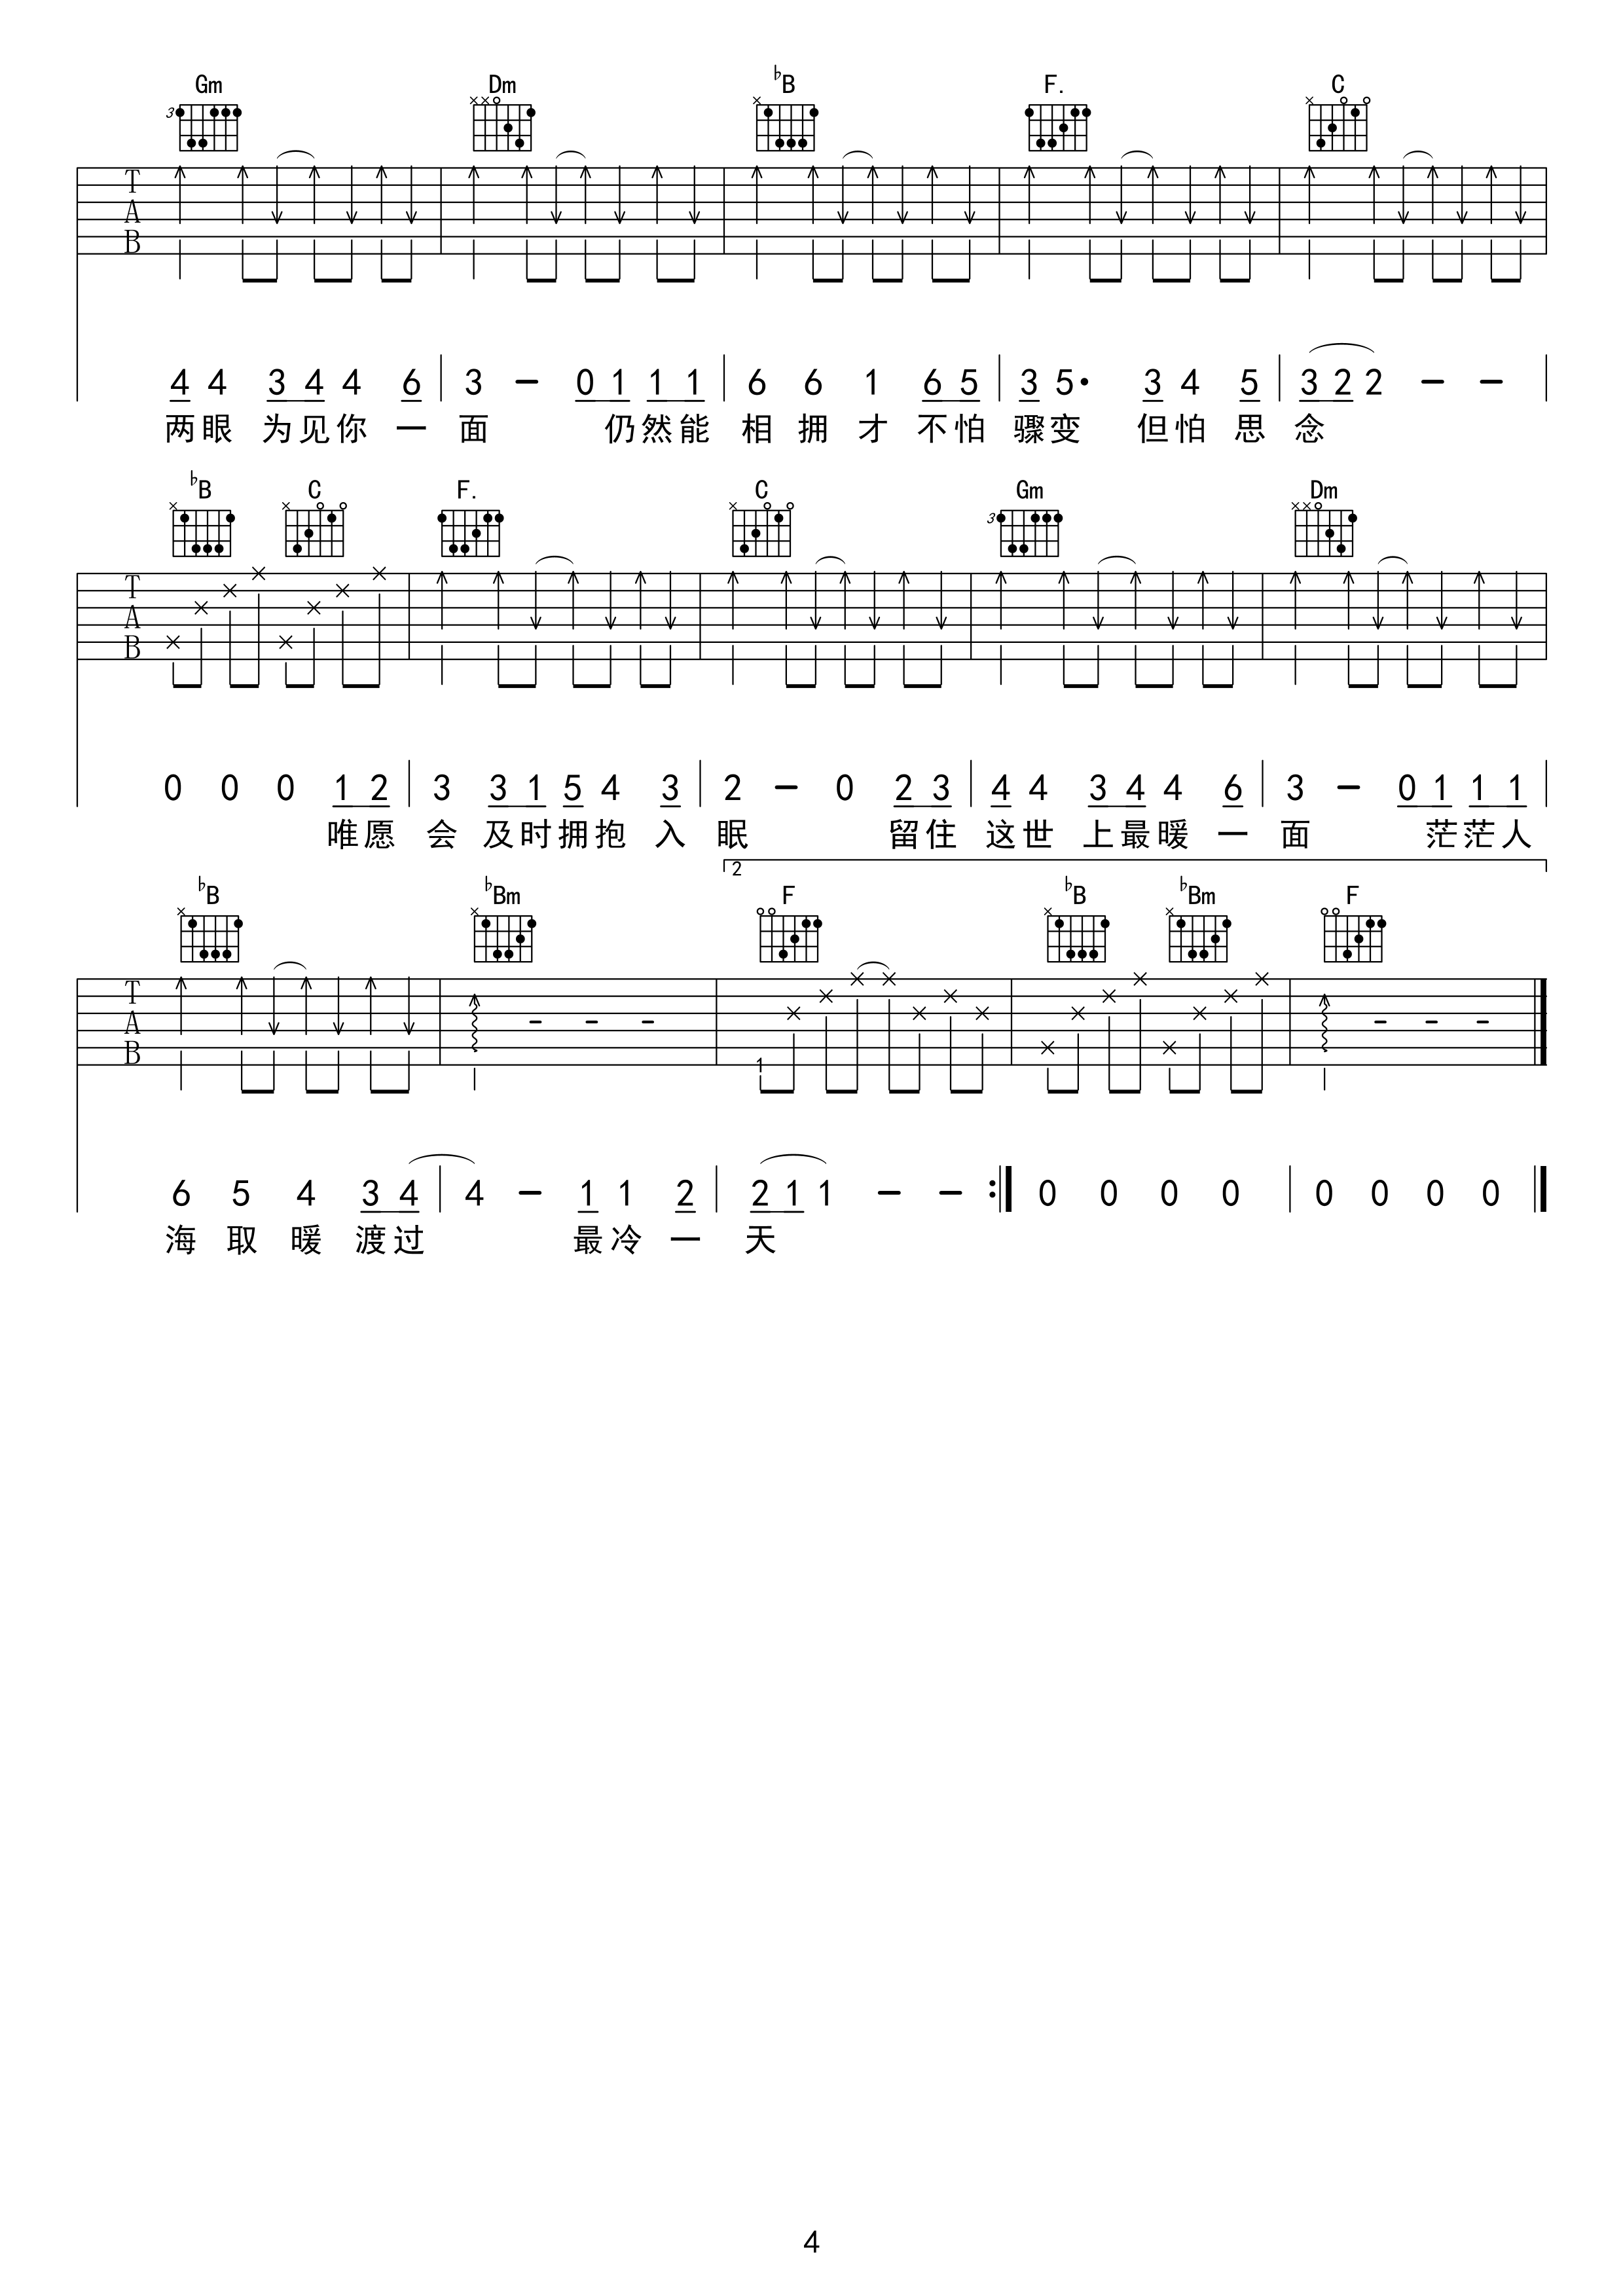 Gm Dm ♭B F. C
3
T
A
B
4 4 3 4 4 6 | 3 – 0 1 1 1 | 6 6 1 6 5 | 3 5• 3 4 5 | 3 2 2 – – |
两眼 为见你 一 面 仍然能 相 拥 才 不怕 骤变 但怕 思 念
♭B C F. C Gm Dm
3
T
A
B
0 0 0 1 2 | 3 3 1 5 4 3 | 2 – 0 2 3 | 4 4 3 4 4 6 | 3 – 0 1 1 1 |
唯愿 会 及时拥抱 入 眠 留住 这世 上最暖 一 面 茫茫人
2
♭B ♭Bm F ♭B ♭Bm F
T
A
B
– – – – – –
1
6 5 4 3 4 | 4 – 1 1 2 | 2 1 1 – – :| 0 0 0 0 | 0 0 0 0 |
海 取 暖 渡过 最冷 一 天
4